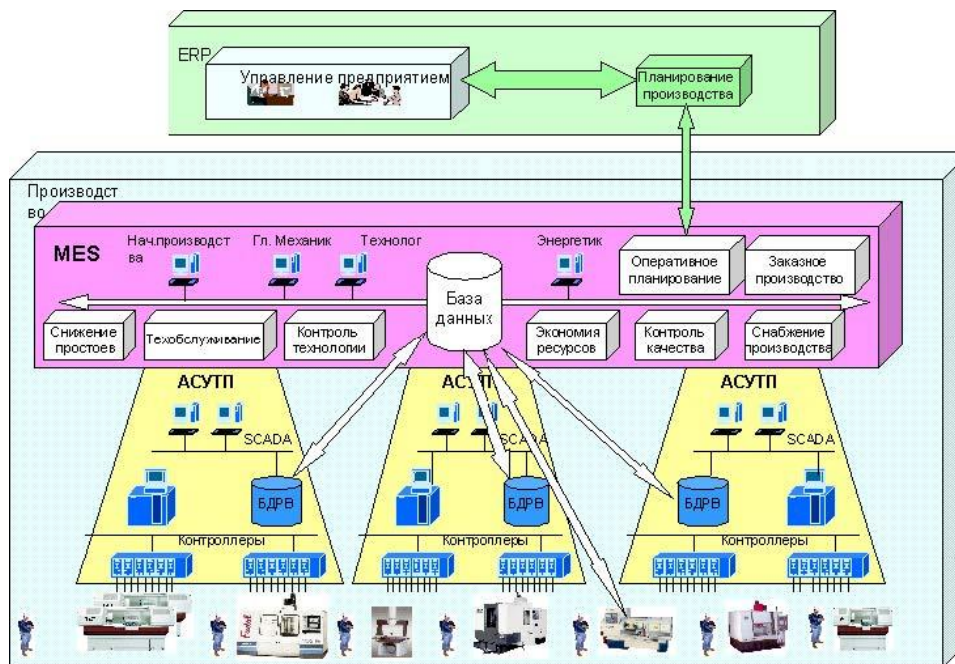 ERP
Управление предприятием
Планирование
производства
Производст
во
MES
Нач.производст
ва
Гл. Механик
Технолог
Энергетик
Оперативное
планирование
Заказное
производство
База
данных
Снижение
простоев
Техобслуживание
Контроль
технологии
Экономия
ресурсов
Контроль
качества
Снабжение
производства
АСУТП
АСУТП
АСУТП
SCADA
SCADA
SCADA
БДРВ
БДРВ
БДРВ
Контроллеры
Контроллеры
Контроллеры